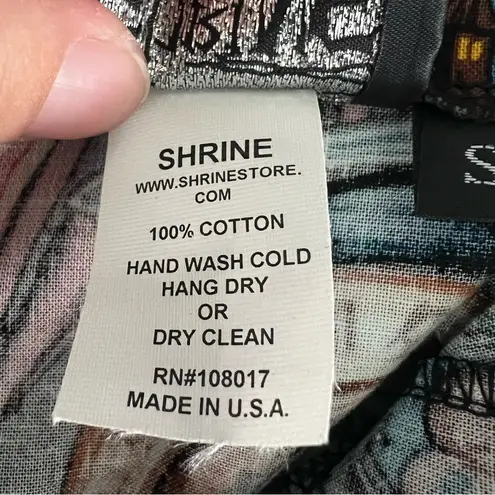 SHRINE
WWW.SHRINESTORE.
COM
100% COTTON
HAND WASH COLD
HANG DRY
OR
DRY CLEAN
RN#108017
MADE IN U.S.A.
S